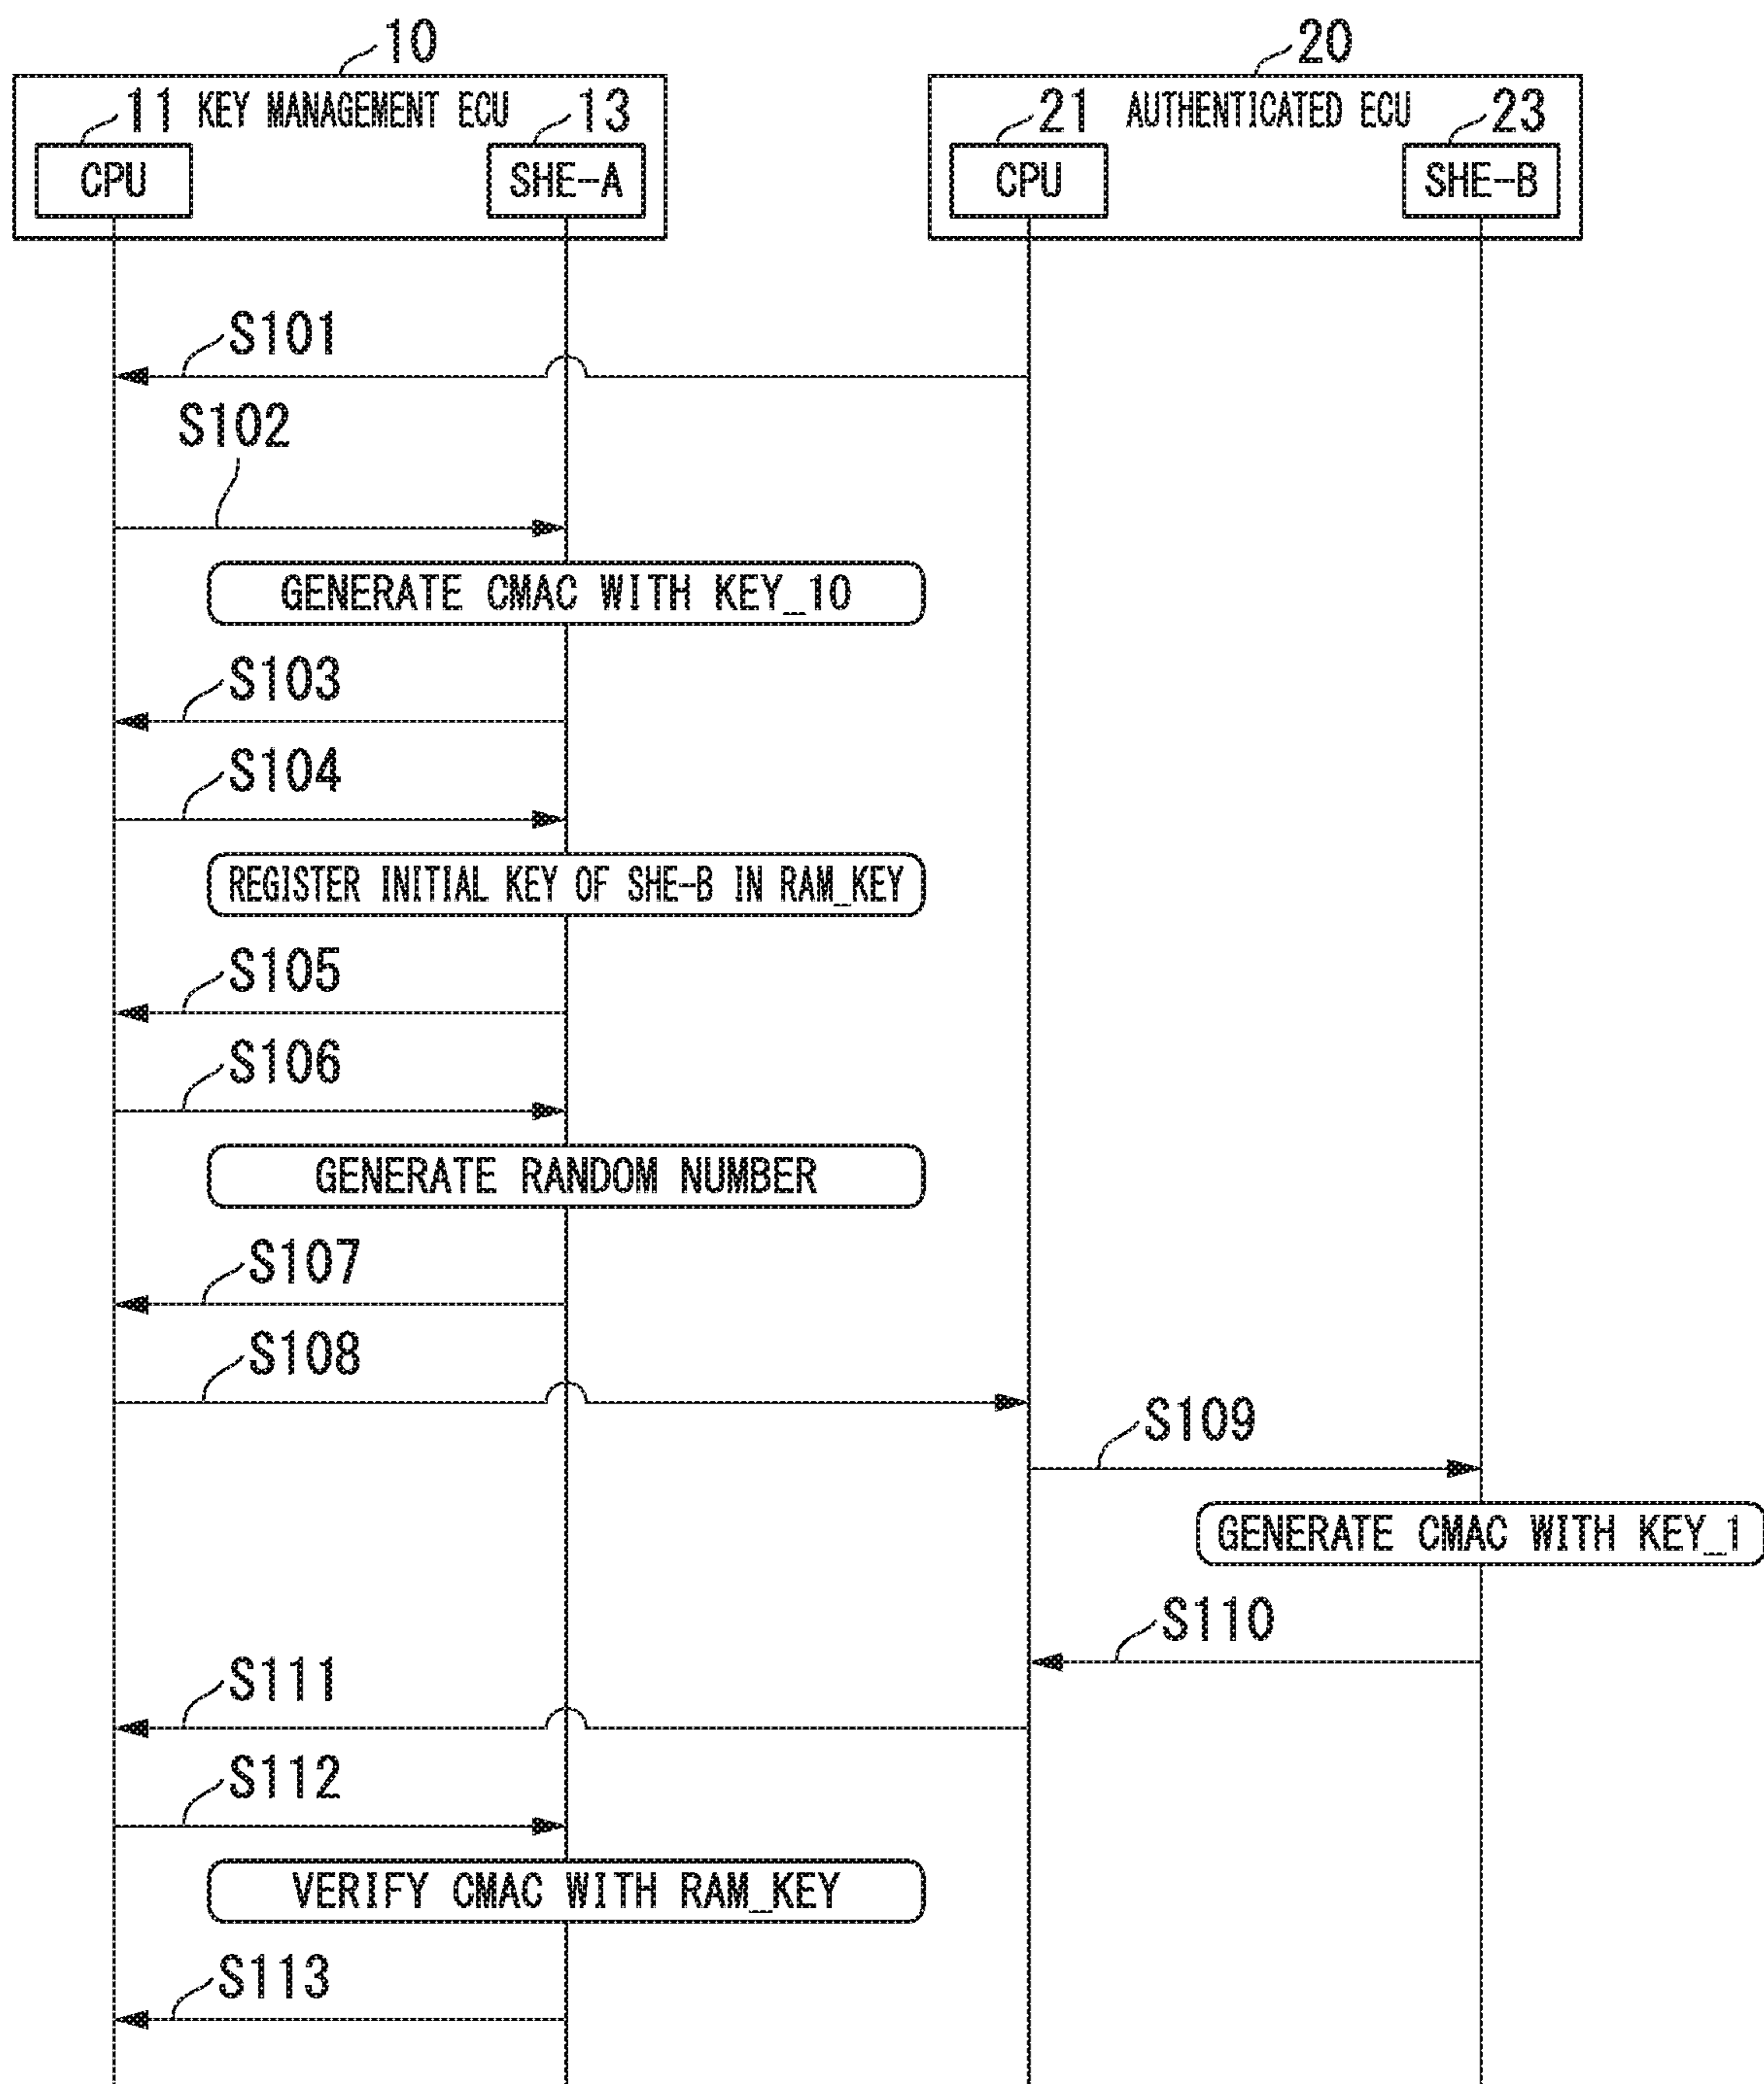 10
20
11 KEY MANAGEMENT ECU 13
21 AUTHENTICATED ECU 23
CPU
SHE-A
CPU
SHE-B
S101
S102
GENERATE CMAC WITH KEY_10
S103
S104
REGISTER INITIAL KEY OF SHE-B IN RAM_KEY
S105
S106
GENERATE RANDOM NUMBER
S107
S108
S109
GENERATE CMAC WITH KEY_1
S110
S111
S112
VERIFY CMAC WITH RAM_KEY
S113